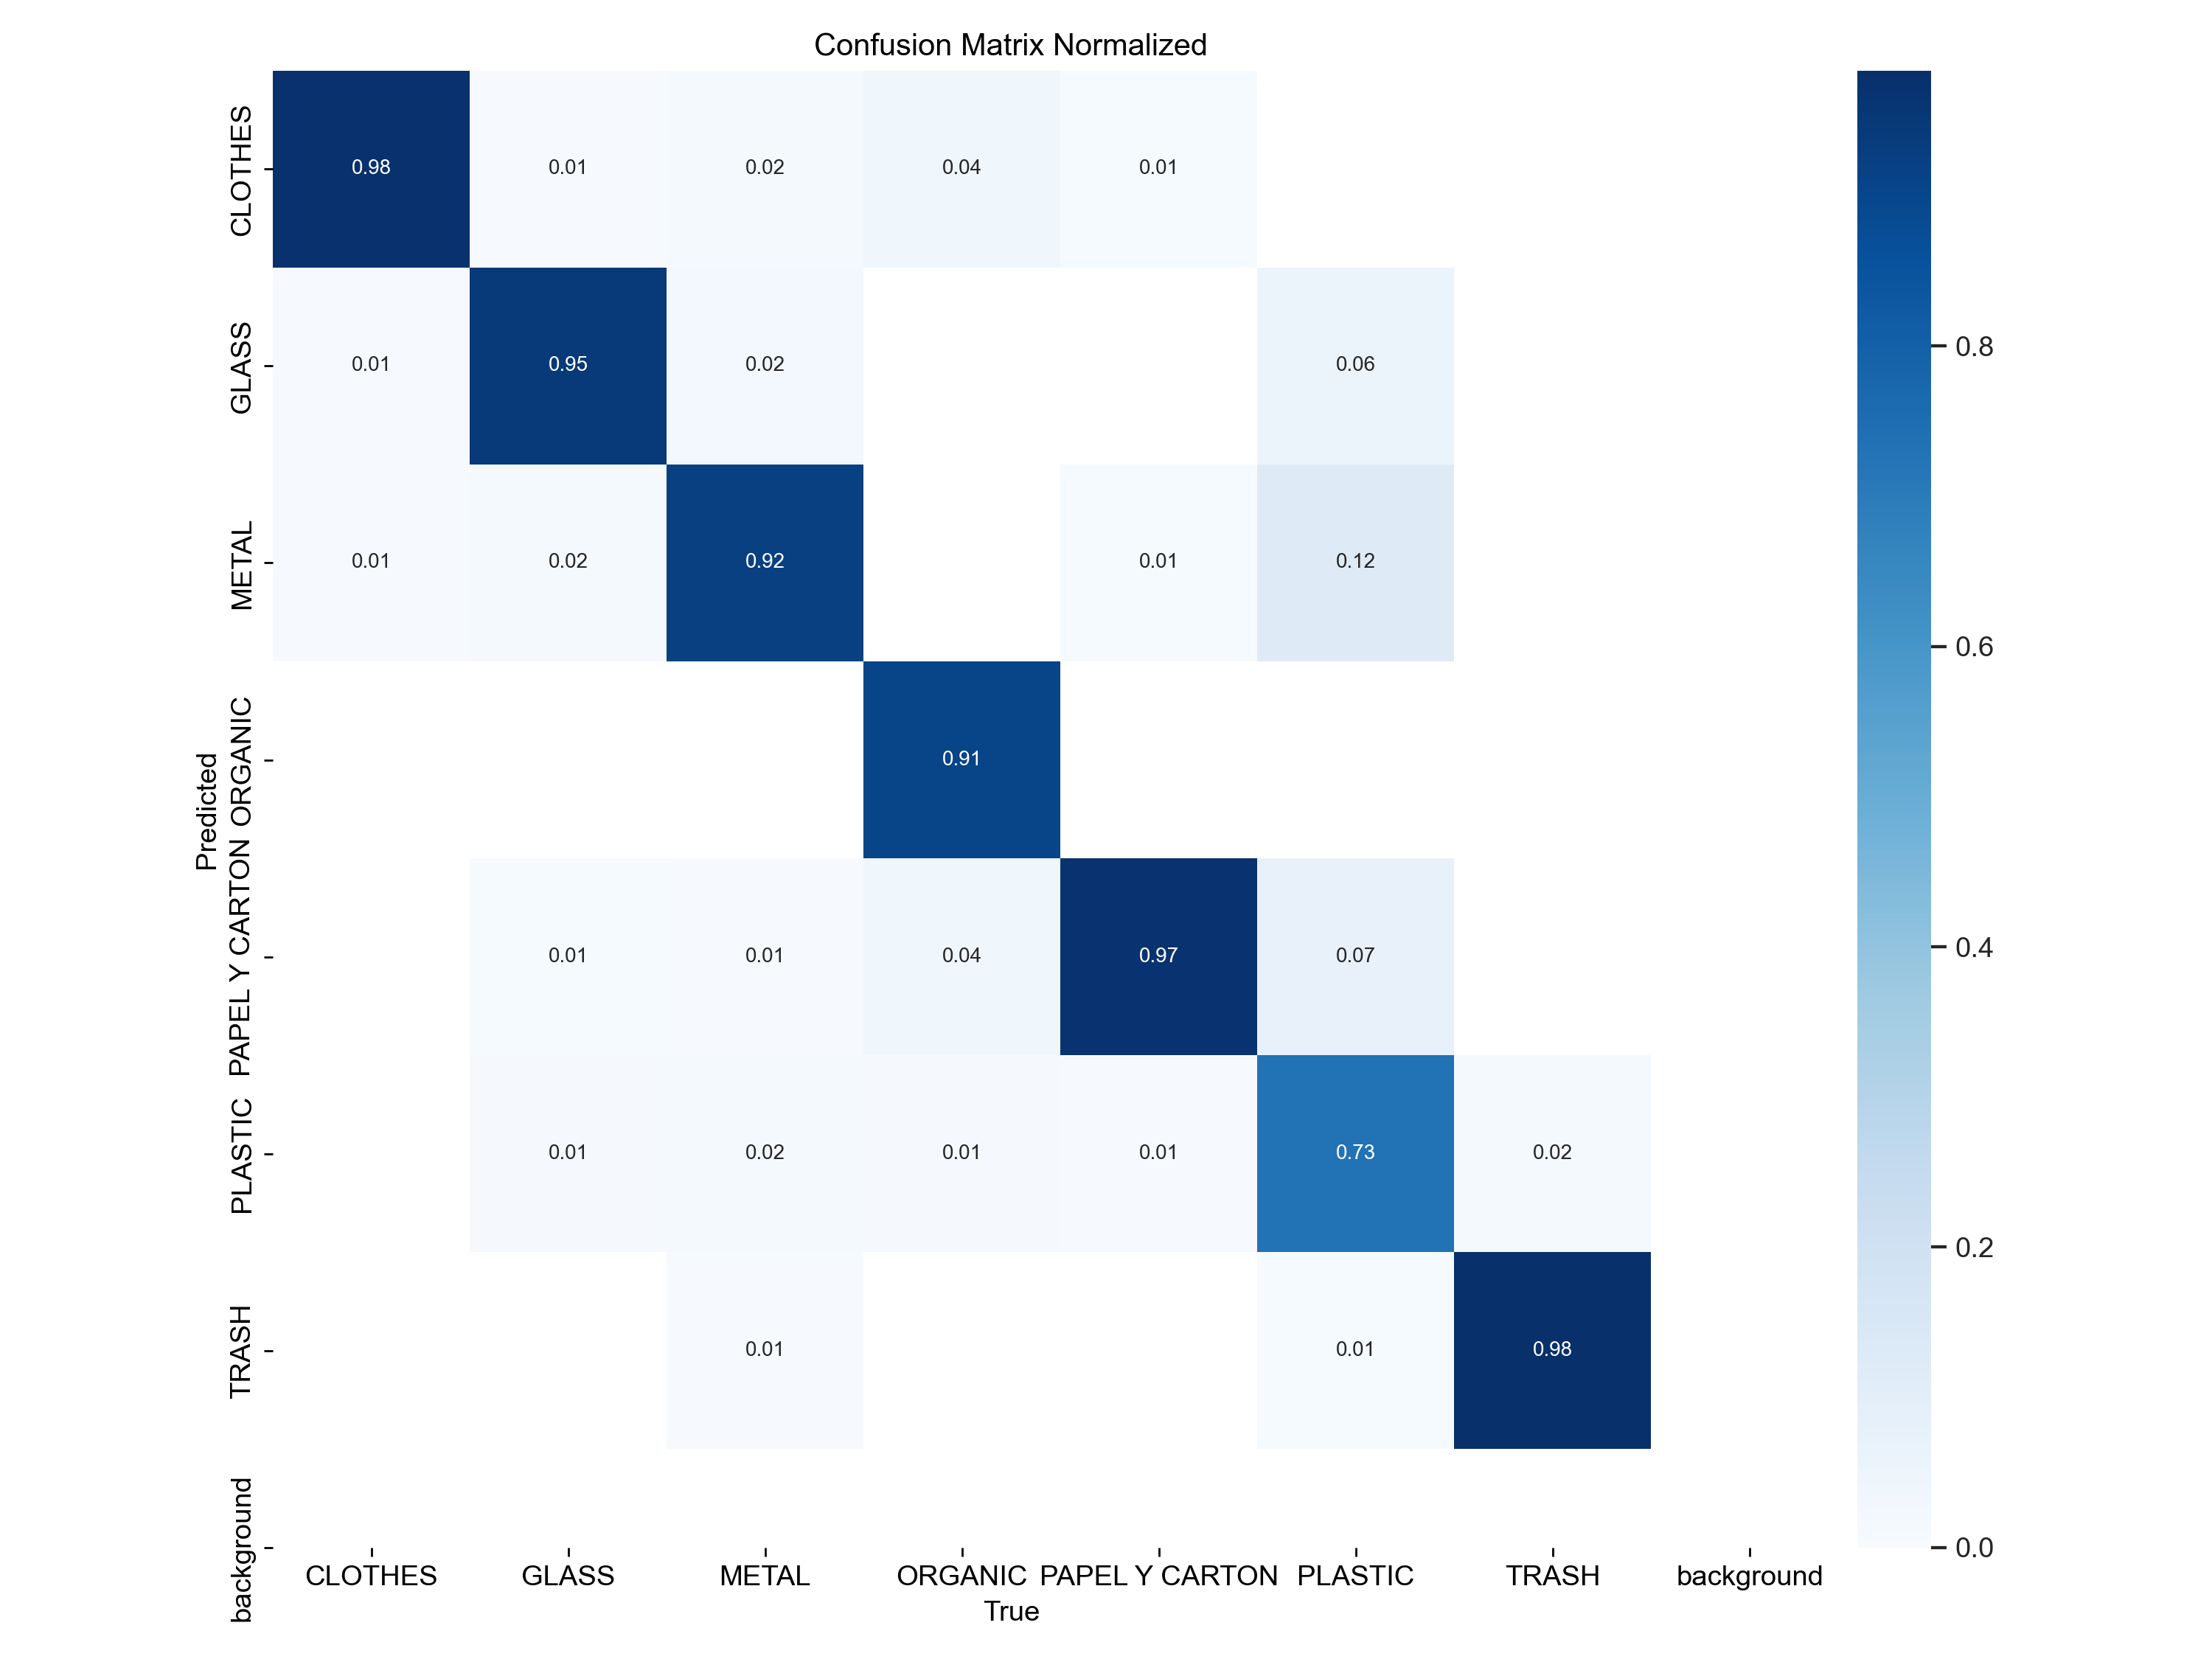 Confusion Matrix Normalized
CLOTHES 0.98 0.01 0.02 0.04 0.01
GLASS 0.01 0.95 0.02 0.06 0.8
METAL 0.01 0.02 0.92 0.01 0.12
0.6
Predicted
ORGANIC 0.91
PAPEL Y CARTON 0.01 0.01 0.04 0.97 0.07 0.4
PLASTIC 0.01 0.02 0.01 0.01 0.73 0.02
0.2
TRASH 0.01 0.01 0.98
background 0.0
CLOTHES GLASS METAL ORGANIC PAPEL Y CARTON PLASTIC TRASH background
True